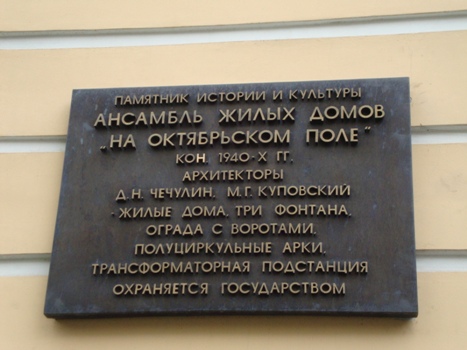 ПАМЯТНИК ИСТОРИИ И КУЛЬТУРЫ
АНСАМБЛЬ ЖИЛЫХ ДОМОВ
„НА ОКТЯБРЬСКОМ ПОЛЕ"
КОН. 1940-Х ГГ.
АРХИТЕКТОРЫ
Д.Н. ЧЕЧУЛИН, М.Г. КУПОВСКИЙ
-ЖИЛЫЕ ДОМА, ТРИ ФОНТАНА,
ОГРАДА С ВОРОТАМИ,
ПОЛУЦИРКУЛЬНЫЕ АРКИ,
ТРАНСФОРМАТОРНАЯ ПОДСТАНЦИЯ
ОХРАНЯЕТСЯ ГОСУДАРСТВОМ